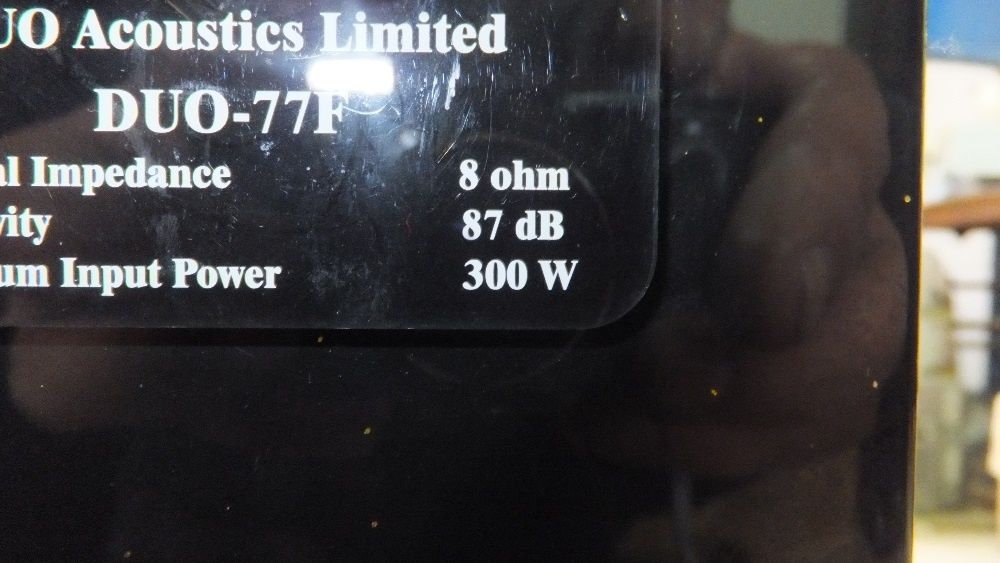 UO Acoustics Limited
DUO-77F
al Impedance 8 ohm
vity 87 dB
um Input Power 300 W